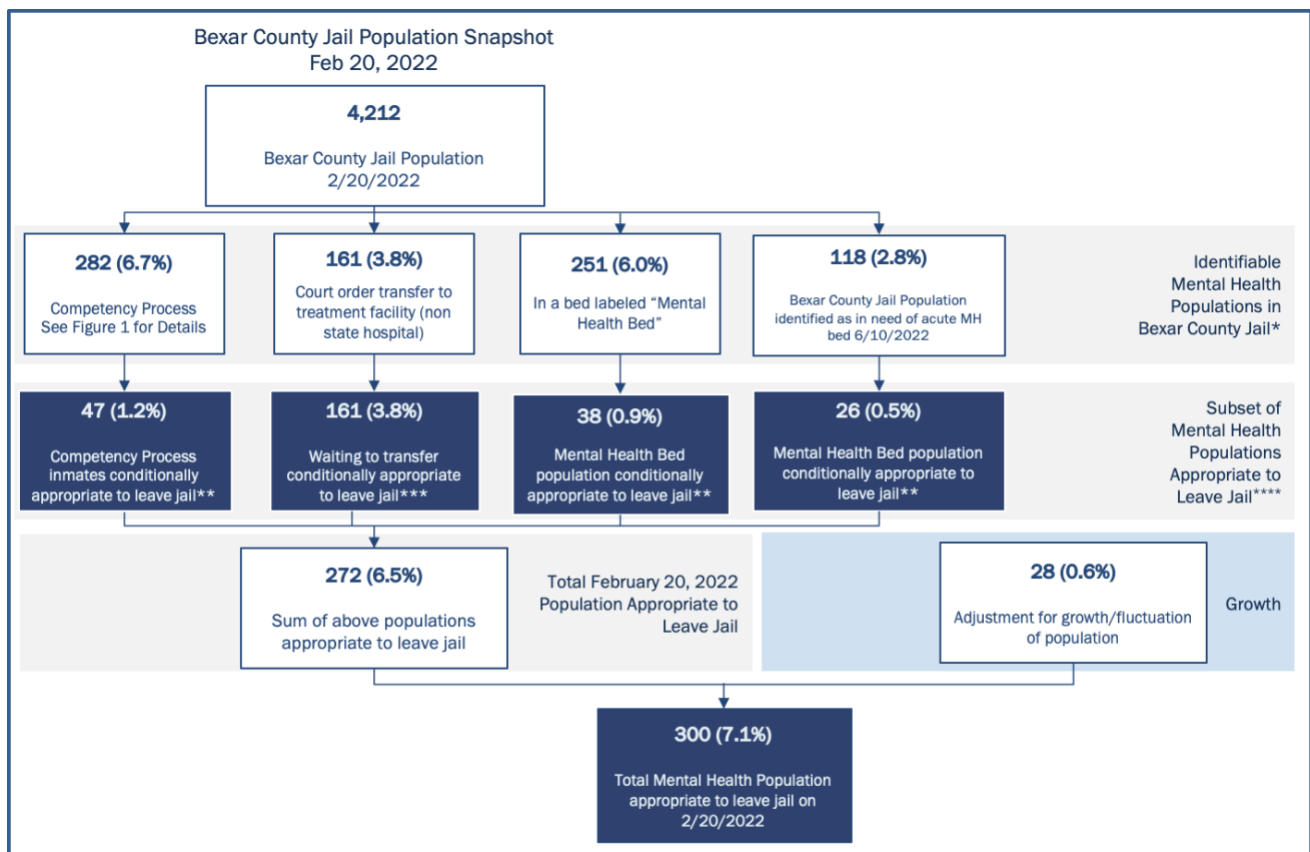 Bexar County Jail Population Snapshot
Feb 20, 2022
4,212
Bexar County Jail Population
2/20/2022
282 (6.7%)
Competency Process
See Figure 1 for Details
161 (3.8%)
Court order transfer to
treatment facility (non
state hospital)
251 (6.0%)
In a bed labeled “Mental
Health Bed”
118 (2.8%)
Bexar County Jail Population
identified as in need of acute MH
bed 6/10/2022
Identifiable
Mental Health
Populations in
Bexar County Jail*
47 (1.2%)
Competency Process
inmates conditionally
appropriate to leave jail**
161 (3.8%)
Waiting to transfer
conditionally appropriate
to leave jail***
38 (0.9%)
Mental Health Bed
population conditionally
appropriate to leave jail**
26 (0.5%)
Mental Health Bed population
conditionally appropriate to
leave jail**
Subset of
Mental Health
Populations
Appropriate to
Leave Jail****
272 (6.5%)
Sum of above populations
appropriate to leave jail
Total February 20, 2022
Population Appropriate to
Leave Jail
28 (0.6%)
Adjustment for growth/fluctuation
of population
Growth
300 (7.1%)
Total Mental Health Population
appropriate to leave jail on
2/20/2022